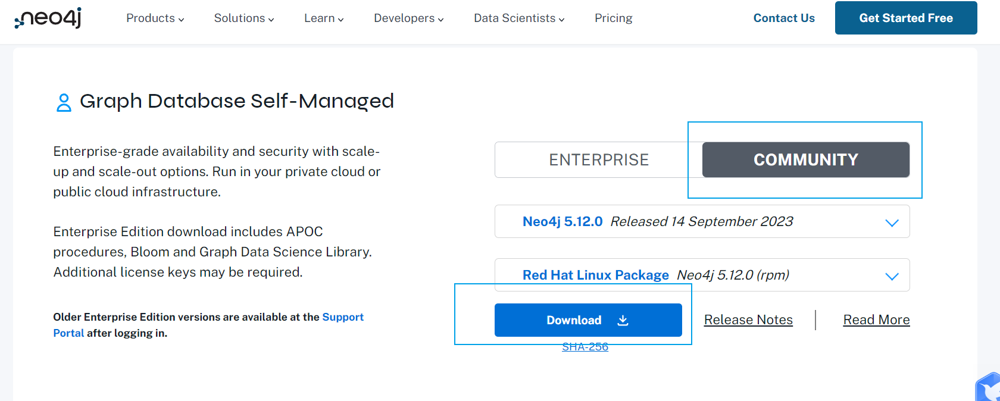 neo4j Products Solutions Learn Developers Data Scientists Pricing Contact Us Get Started Free
Graph Database Self-Managed
Enterprise-grade availability and security with scale-
up and scale-out options. Run in your private cloud or
public cloud infrastructure.
Enterprise Edition download includes APOC
procedures, Bloom and Graph Data Science Library.
Additional license keys may be required.
Older Enterprise Edition versions are available at the Support
Portal after logging in.
ENTERPRISE COMMUNITY
Neo4j 5.12.0 Released 14 September 2023
Red Hat Linux Package Neo4j 5.12.0 (rpm)
Download Release Notes | Read More
SHA-256